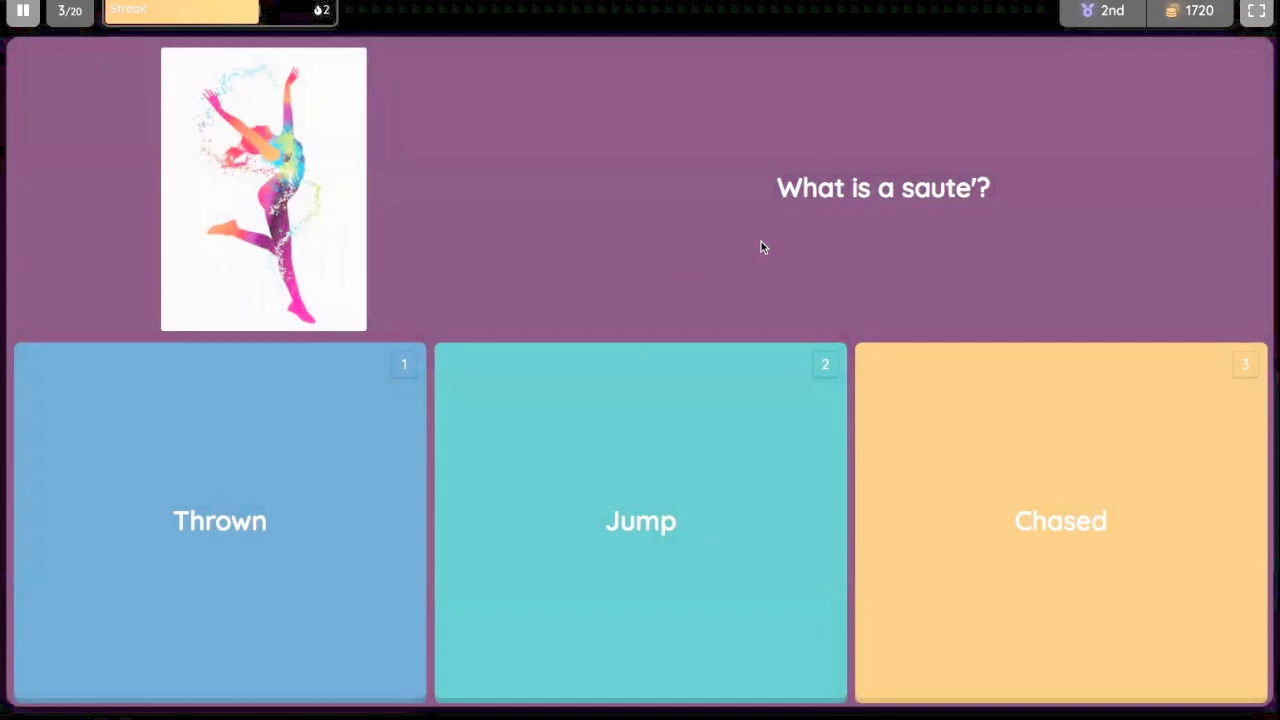 3/20
Streak
2
2nd
1720
What is a saute'?
1
2
3
Thrown
Jump
Chased